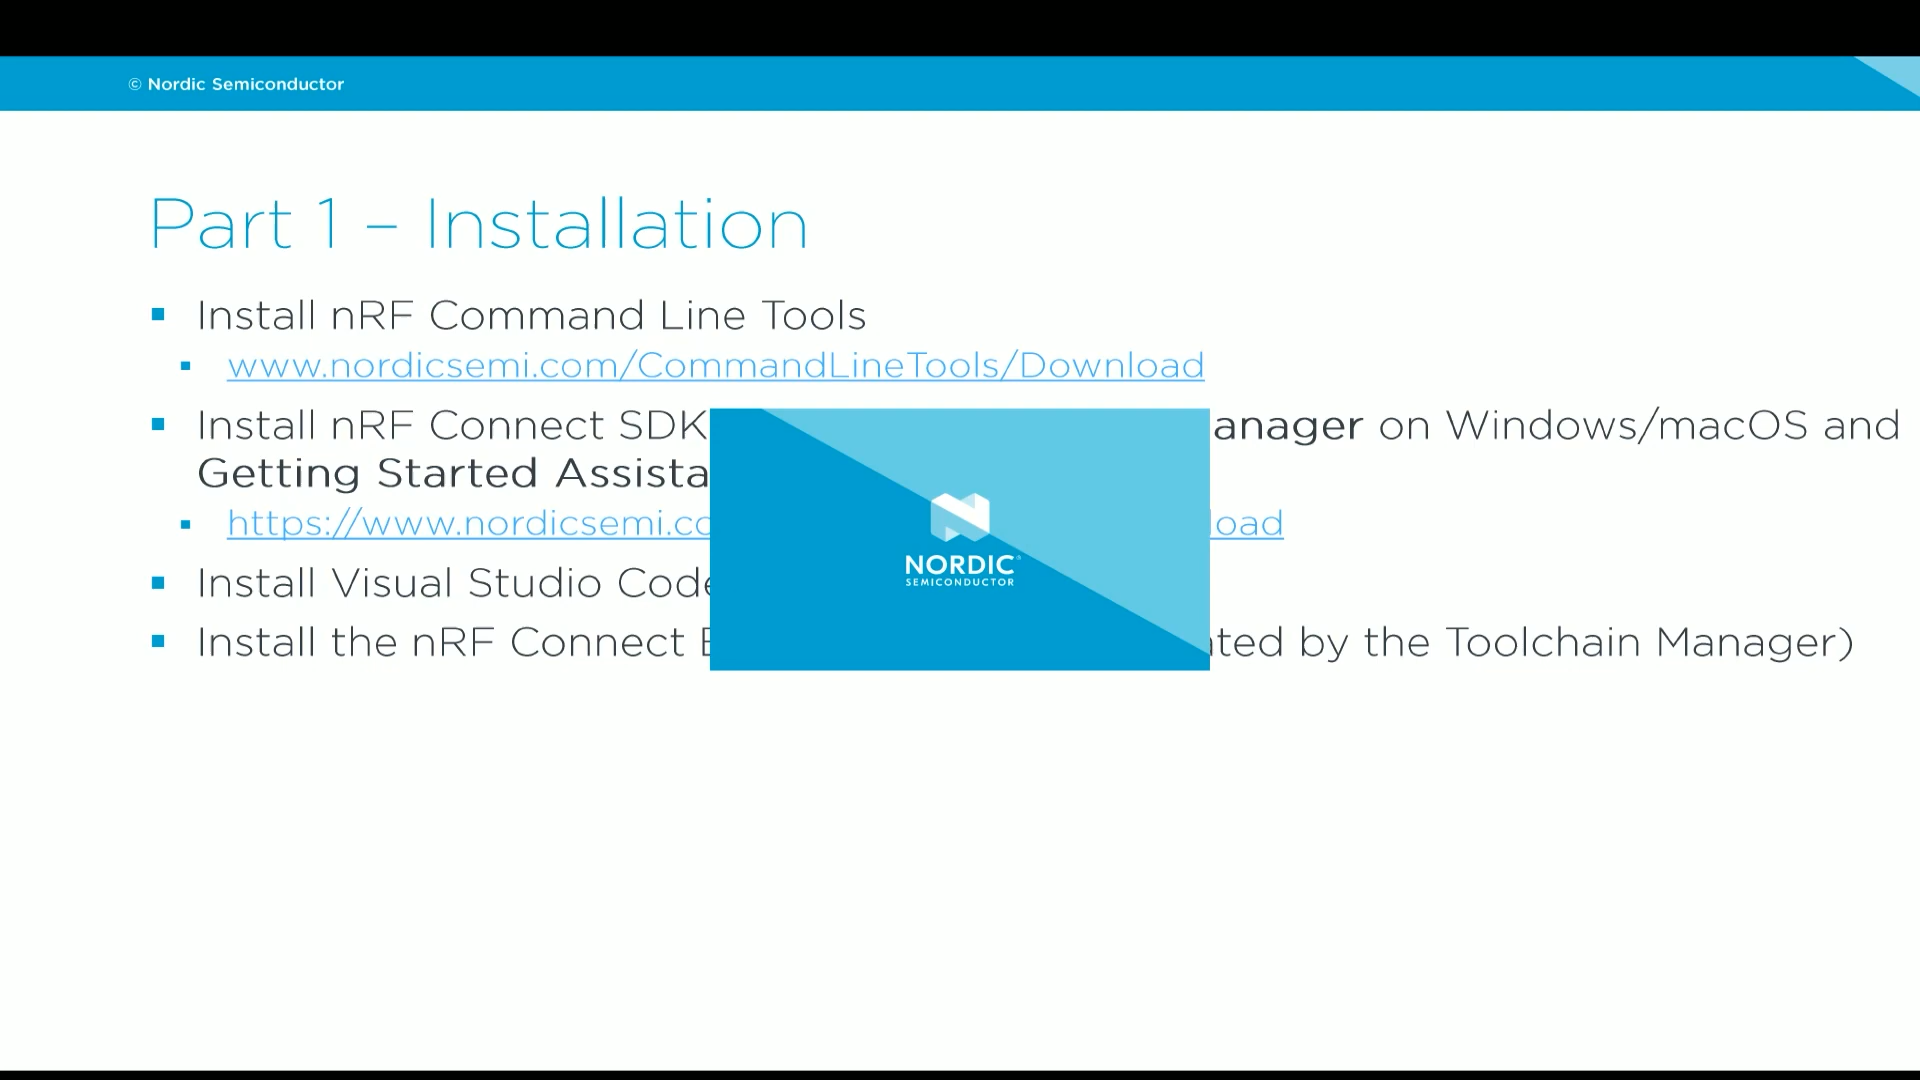 © Nordic Semiconductor
Part 1 – Installation
Install nRF Command Line Tools
www.nordicsemi.com/CommandLineTools/Download
Install nRF Connect SDK anager on Windows/macOS and
Getting Started Assista
https://www.nordicsemi.co oad
NORDIC
SEMICONDUCTOR
Install Visual Studio Code
Install the nRF Connect ted by the Toolchain Manager)